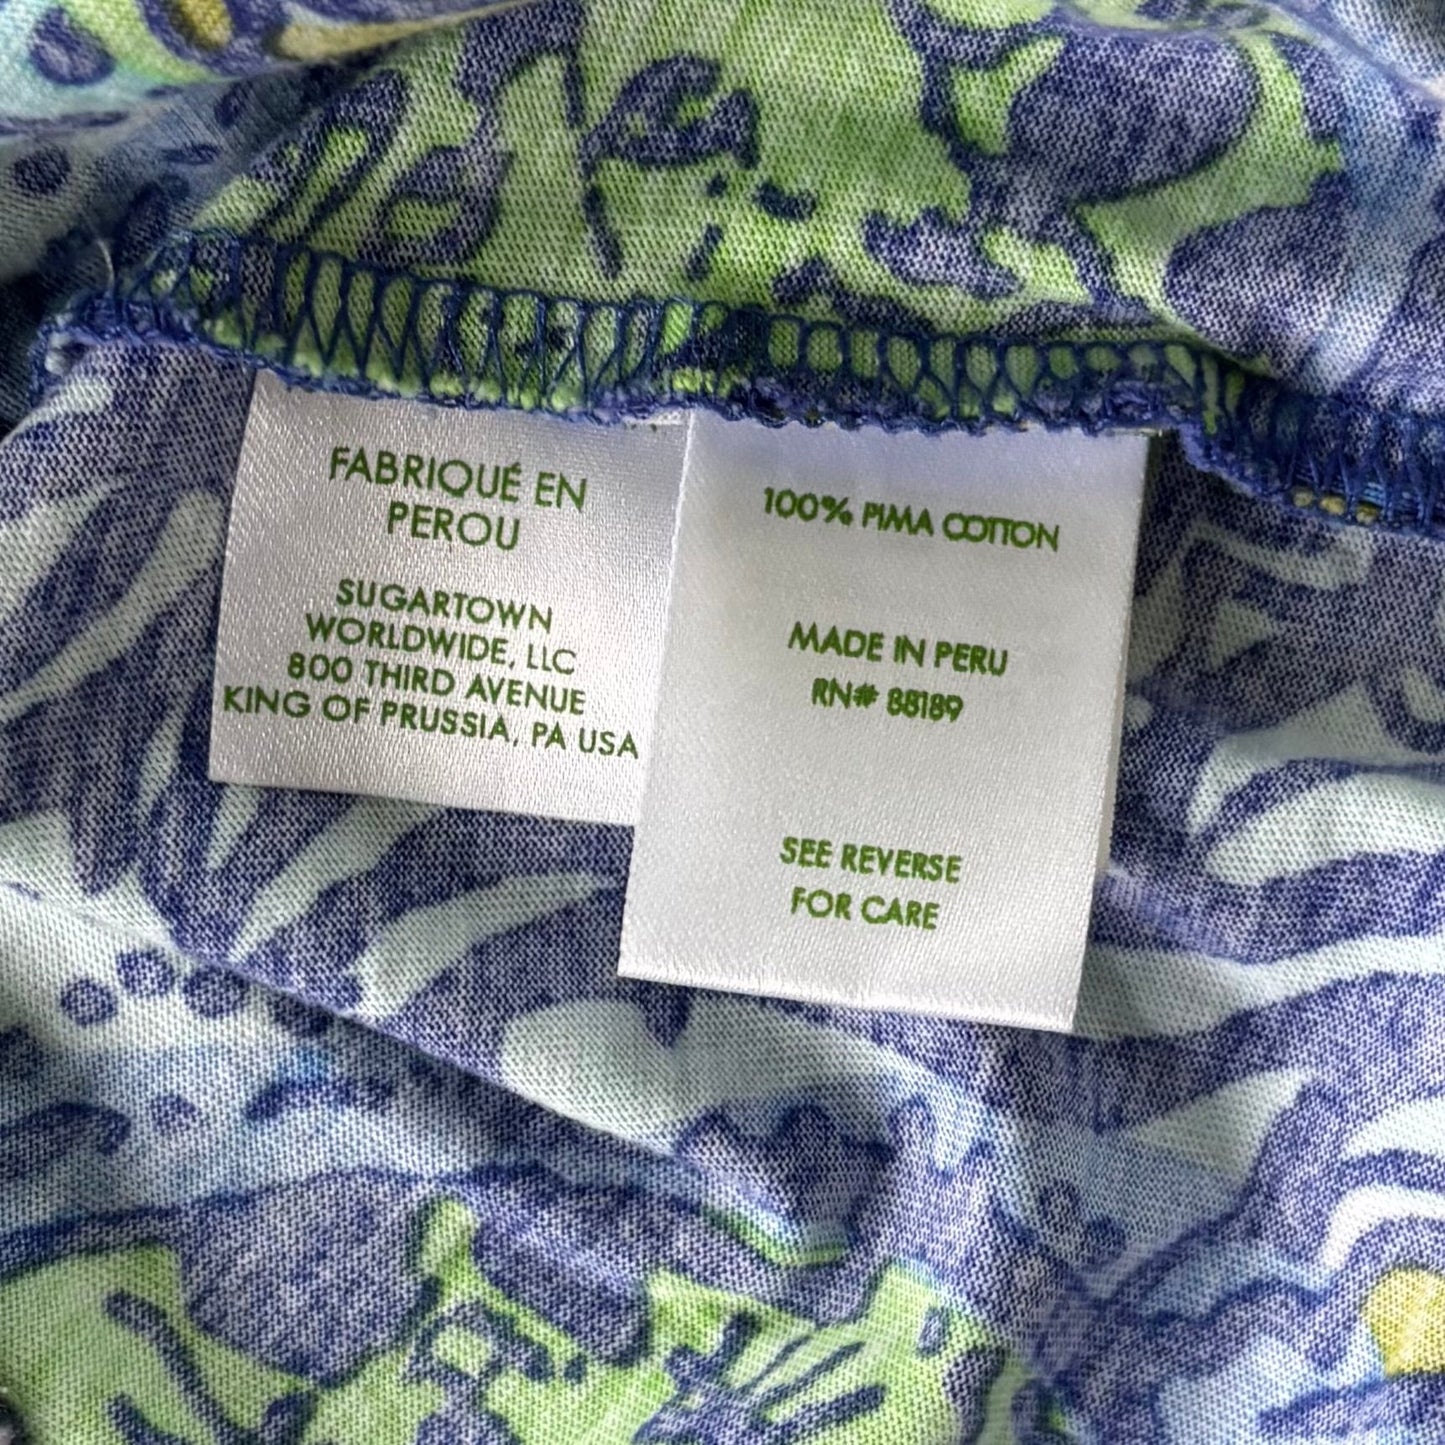 FABRIQUÉ EN
PEROU
SUGARTOWN
WORLDWIDE, LLC
800 THIRD AVENUE
KING OF PRUSSIA, PA USA
100% PIMA COTTON
MADE IN PERU
RN# 88189
SEE REVERSE
FOR CARE